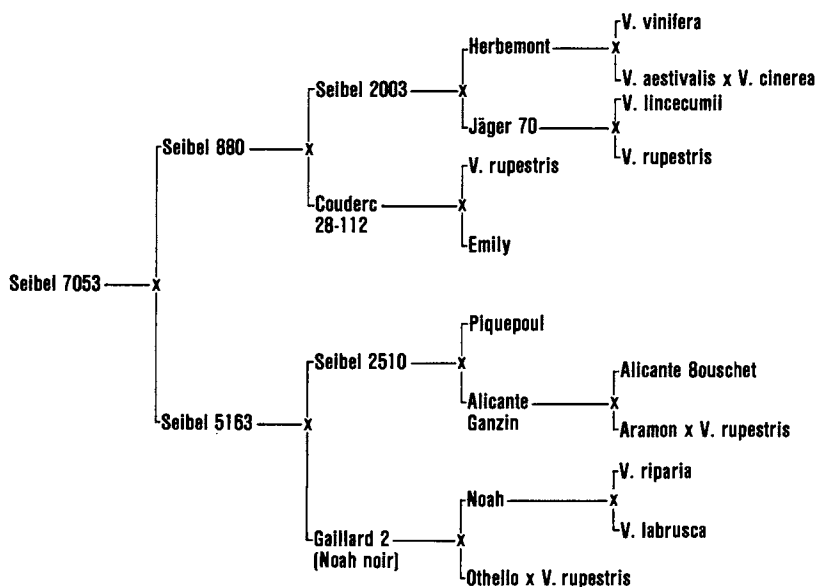 V. vinifera
Herbemont x
V. aestivalis x V. cinerea
Seibel 2003 x
V. lincecumii
Jäger 70 x
V. rupestris
Seibel 880 x
V. rupestris
Couderc x
28-112
Emily
Seibel 7053 x
Piquepoul
Seibel 2510 x
Alicante Bouschet
Alicante x
Ganzin
Aramon x V. rupestris
Seibel 5163 x
V. riparia
Noah x
V. labrusca
Gaillard 2 x
(Noah noir)
Othello x V. rupestris